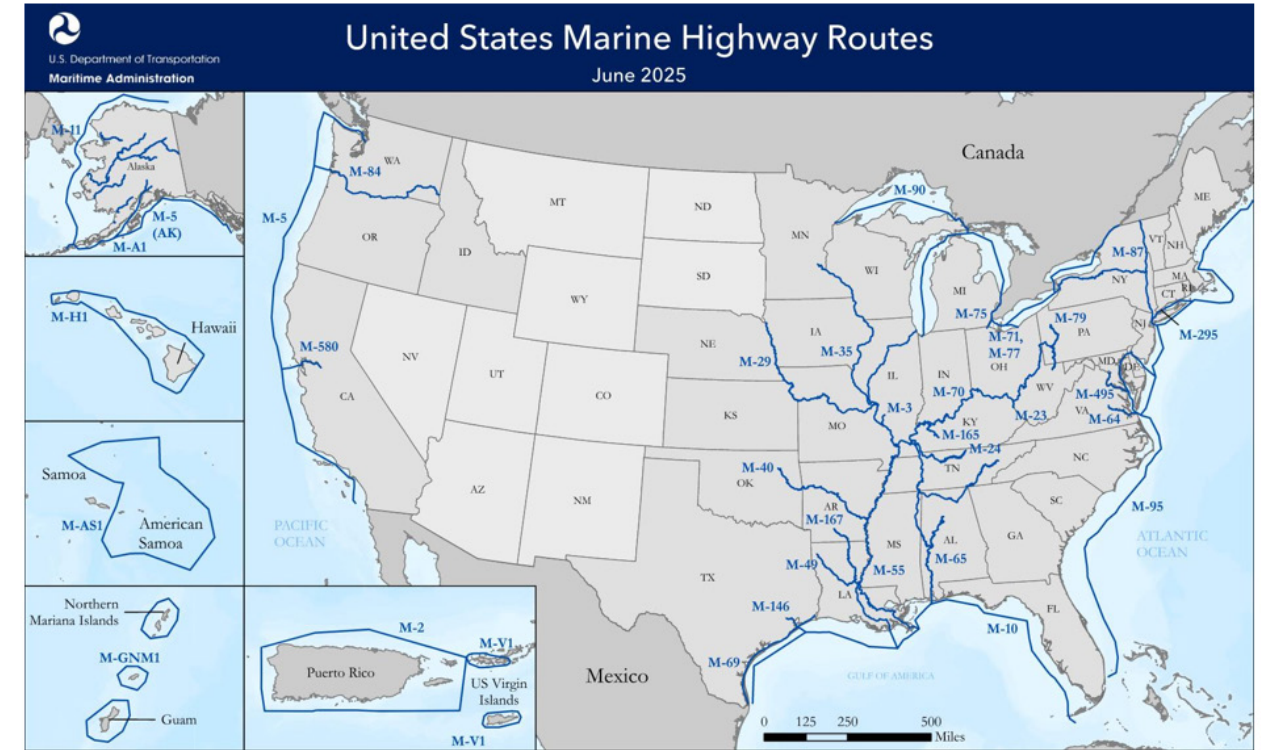 United States Marine Highway Routes
June 2025
U.S. Department of Transportation
Maritime Administration
M-11
Alaska
M-5
(AK)
M-A1
M-H1
Hawaii
Samoa
M-AS1
American
Samoa
Northern
Mariana Islands
M-GNM1
Guam
M-2
Puerto Rico
M-V1
US Virgin
Islands
M-V1
Canada
WA
M-84
M-5
OR
ID
MT
ND
MN
M-90
ME
SD
WI
WY
MI
M-87
VT
NH
NY
MA
RI
CT
M-75
M-79
M-580
NV
UT
CO
NE
IA
M-29
M-35
M-71,
M-77
OH
PA
NJ
M-295
CA
KS
MO
IL
IN
M-70
WV
MD
DE
M-495
VA
M-64
M-3
M-23
KY
M-165
M-24
TN
NC
AZ
NM
M-40
OK
AR
M-167
SC
M-95
PACIFIC
OCEAN
ATLANTIC
OCEAN
MS
AL
GA
M-65
M-55
M-49
TX
LA
M-146
FL
M-10
Mexico
M-69
GULF OF AMERICA
0 125 250 500
Miles